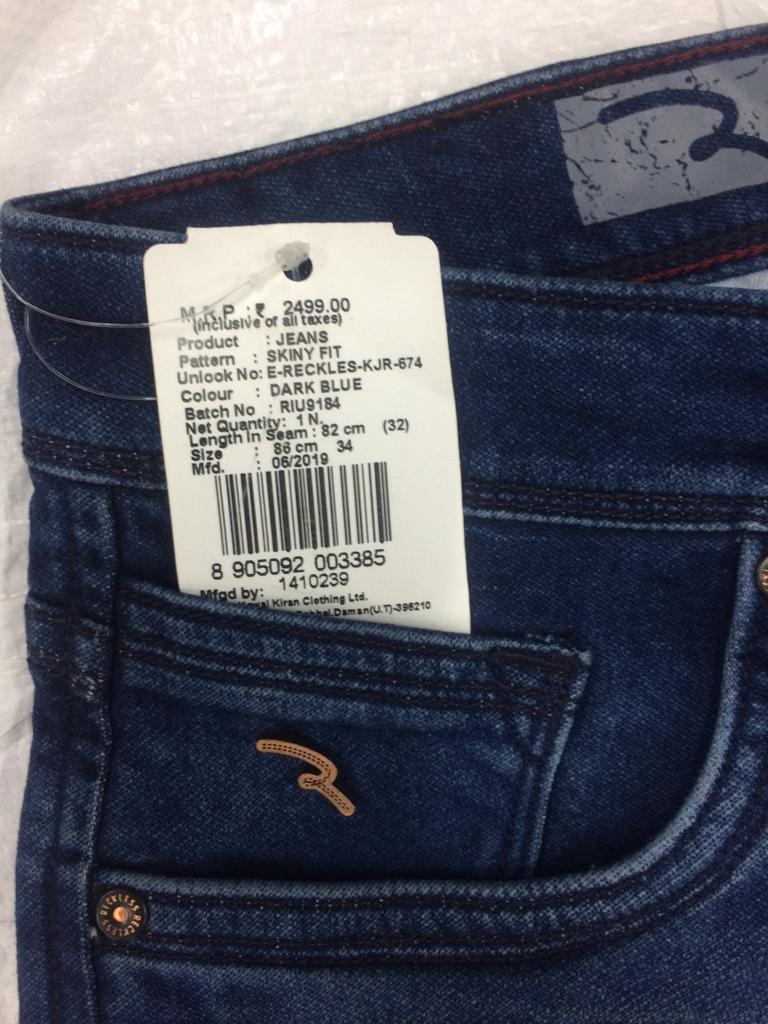 M.R.P. : ₹ 2499.00
(inclusive of all taxes)
Product : JEANS
Pattern : SKINY FIT
Unlook No: E-RECKLES-KJR-674
Colour : DARK BLUE
Batch No : RIU9184
Net Quantity: 1 N.
Length In Seam : 82 cm (32)
Size : 86 cm 34
Mfd. : 06/2019
8 905092 003385
1410239
Mfgd by:
Kiran Clothing Ltd.
Daman(U.T)-396210
RECKLESS RECKLESS